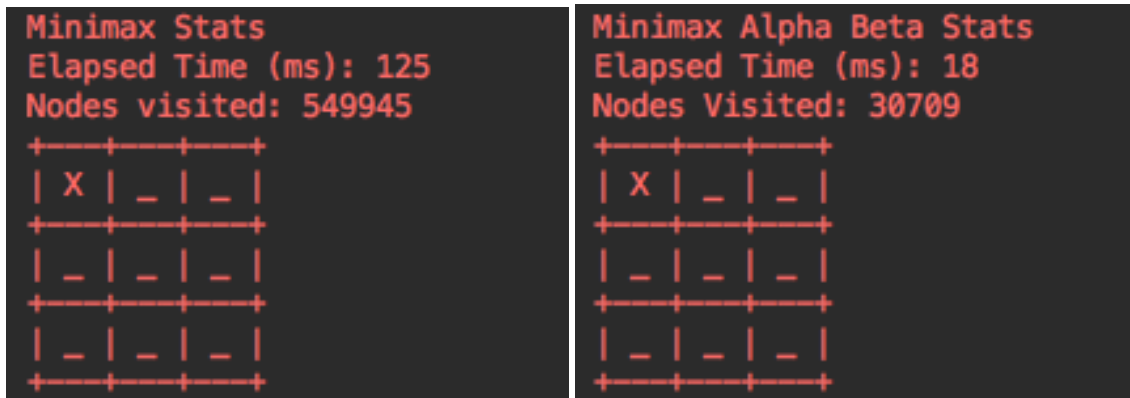 Minimax Stats
Elapsed Time (ms): 125
Nodes visited: 549945
+---+---+---+
| X | _ | _ |
+---+---+---+
| _ | _ | _ |
+---+---+---+
| _ | _ | _ |
+---+---+---+
Minimax Alpha Beta Stats
Elapsed Time (ms): 18
Nodes Visited: 30709
+---+---+---+
| X | _ | _ |
+---+---+---+
| _ | _ | _ |
+---+---+---+
| _ | _ | _ |
+---+---+---+